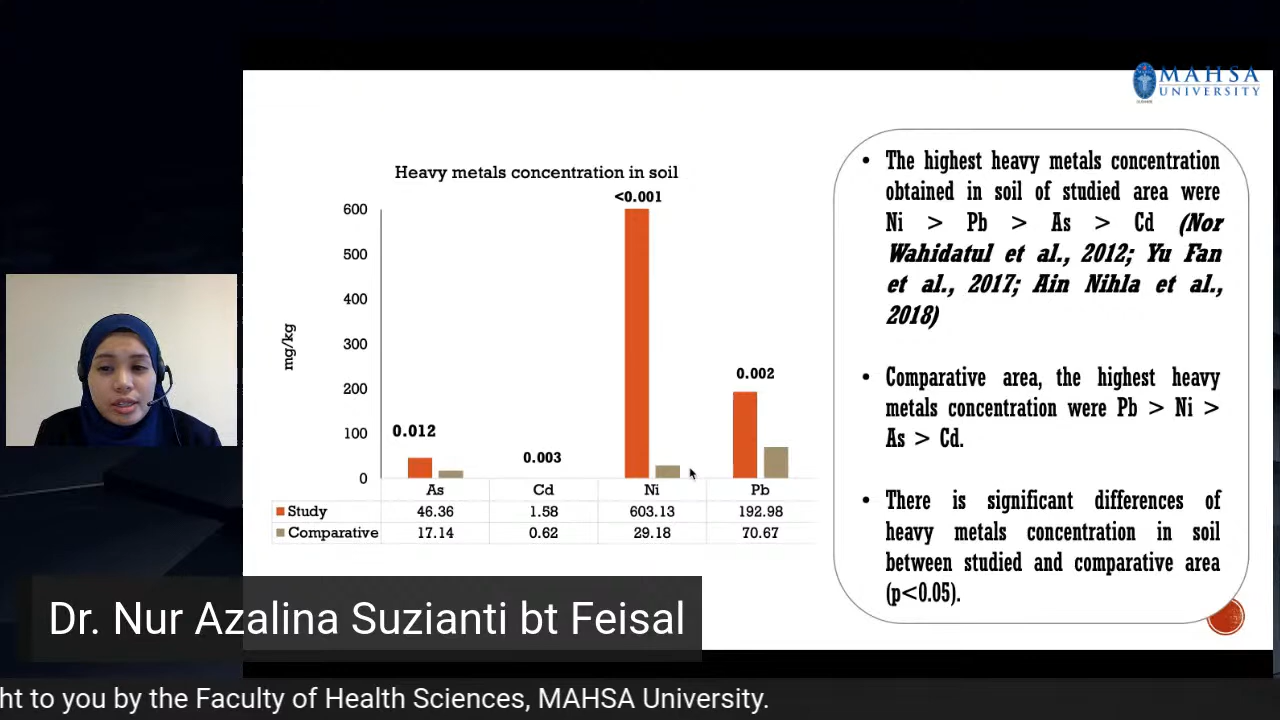 MAHSA
UNIVERSITY
Heavy metals concentration in soil
<0.001
600
500
400
300
200
100
0
mg/kg
0.012
0.003
0.002
As Cd Ni Pb
Study 46.36 1.58 603.13 192.98
Comparative 17.14 0.62 29.18 70.67
• The highest heavy metals concentration
obtained in soil of studied area were
Ni > Pb > As > Cd (Nor
Wahidatul et al., 2012; Yu Fan
et al., 2017; Ain Nihla et al.,
2018)
• Comparative area, the highest heavy
metals concentration were Pb > Ni >
As > Cd.
• There is significant differences of
heavy metals concentration in soil
between studied and comparative area
(p<0.05).
Dr. Nur Azalina Suzianti bt Feisal
ht to you by the Faculty of Health Sciences, MAHSA University.